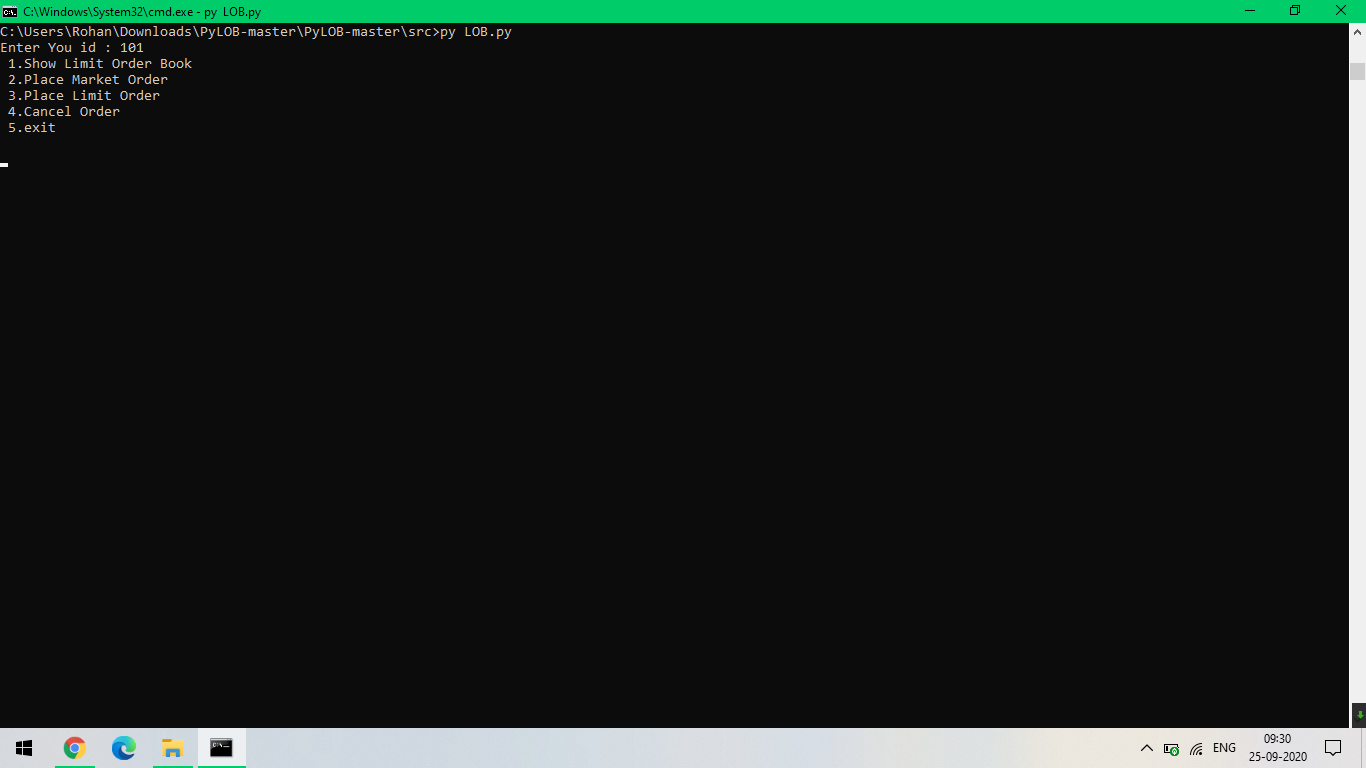 C:\Windows\System32\cmd.exe - py  LOB.py
C:\Users\Rohan\Downloads\PyLOB-master\PyLOB-master\src>py LOB.py
Enter You id : 101
 1.Show Limit Order Book
 2.Place Market Order
 3.Place Limit Order
 4.Cancel Order
 5.exit
ENG
09:30
25-09-2020